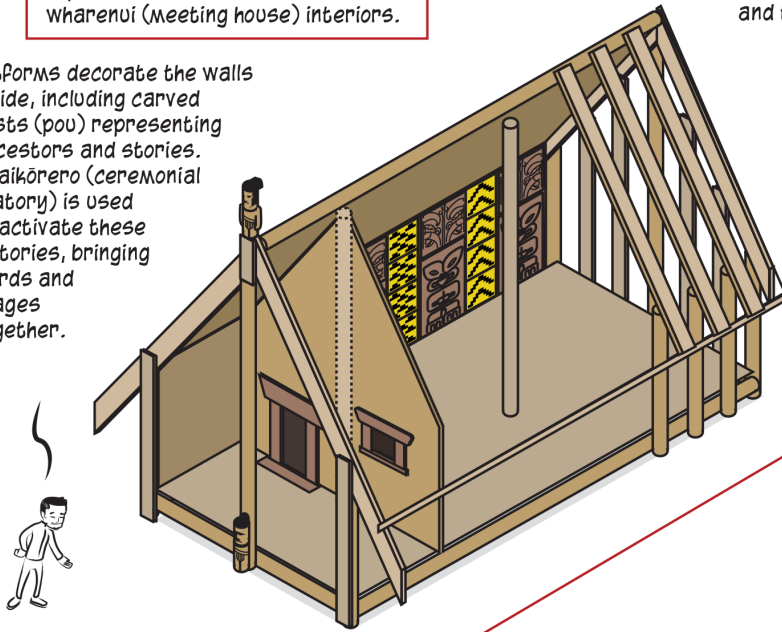 wharenui (meeting house) interiors.
and
forms decorate the walls
ide, including carved
sts (pou) representing
cestors and stories.
aikōrero (ceremonial
atory) is used
activate these
tories, bringing
rds and
ages
gether.